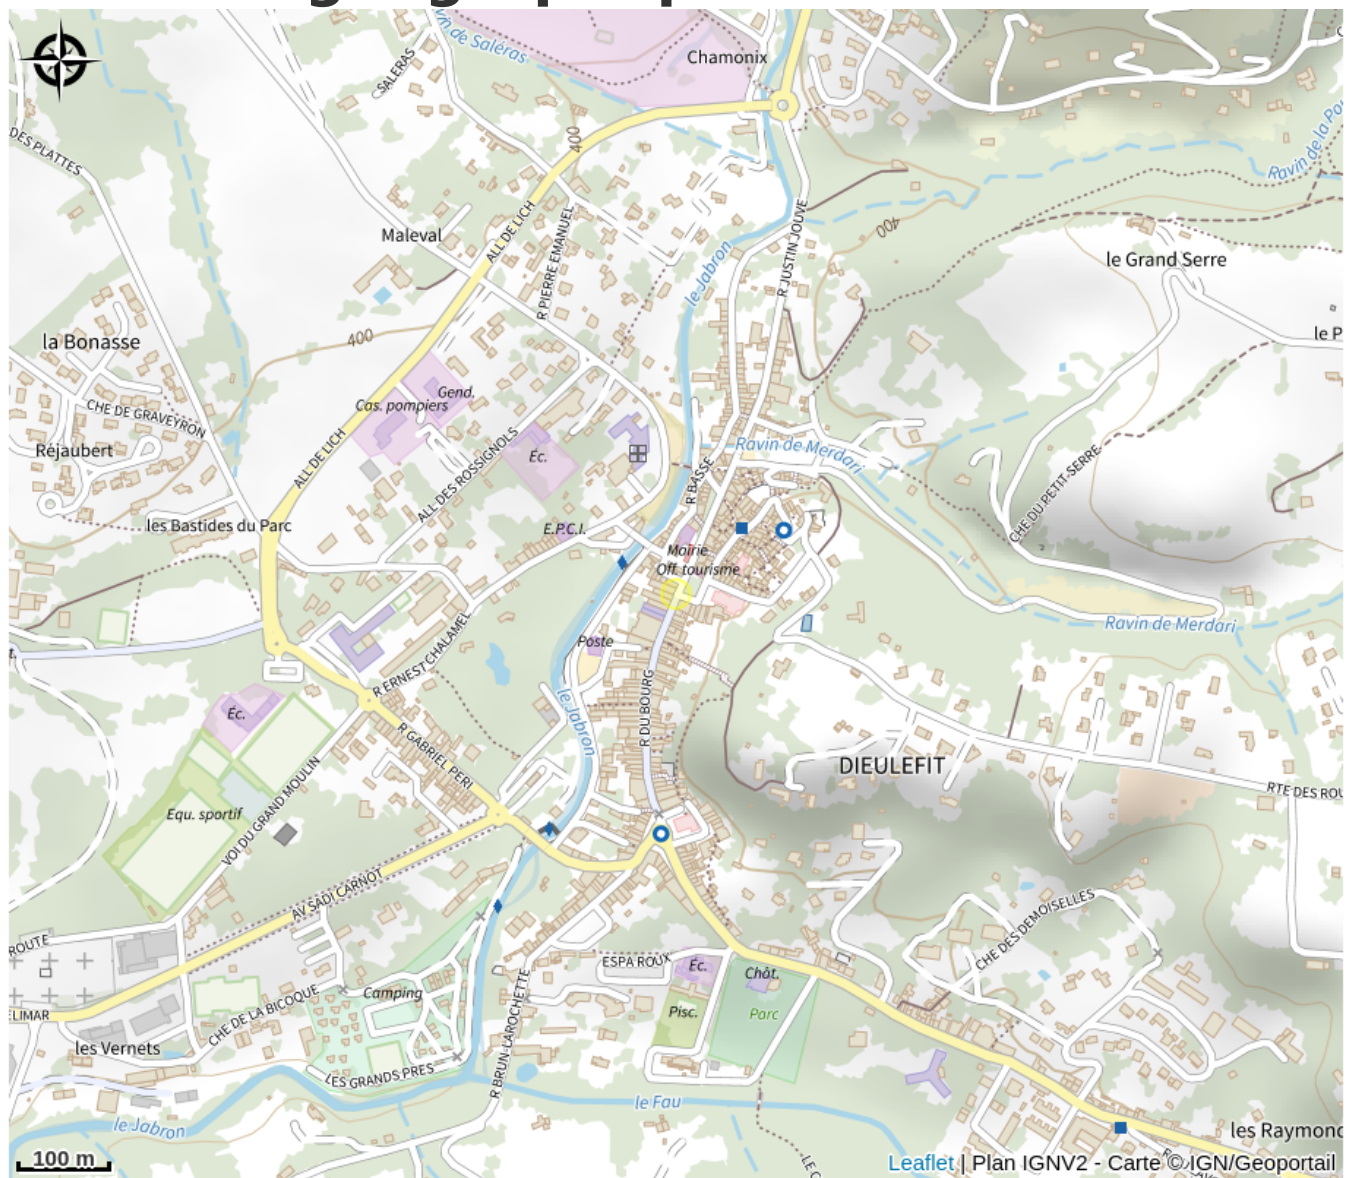 Chamonix
Ravin de Saléras
SALERAS
DES PLATTES
400
Ravin de la Po
ALL DE LICH
R PIERRE EMANUEL
R JUSTIN JOUVE
400
Maleval
le Jabron
le Grand Serre
la Bonasse
400
le P
Gend.
Cas. pompiers
CHE DE GRAVEYRON
Réjaubert
ALL DE LICH
ALL DES ROSSIGNOLS
Éc.
R BASSE
Ravin de Merdari
CHE DU PETIT-SERRE
les Bastides du Parc
E.P.C.I.
Mairie
Off. tourisme
Ravin de Merdari
Poste
t.
R ERNEST CHALAMEL
le Jabron
R DU BOURG
Éc.
R GABRIEL PERI
DIEULEFIT
RTE DES ROU
Equ. sportif
VOI DU GRAND MOULIN
AV SADI CARNOT
CHE DES DEMOISELLES
ROUTE
ESPA ROUX
Éc.
Chât.
Camping
Pisc.
Parc
ELIMAR
CHE DE LA BICOQUE
R BRUN-LAROCHETTE
les Vernets
LES GRANDS PRES
le Fau
le Jabron
les Raymond
LE C
100 m
Leaflet | Plan IGNV2 - Carte © IGN/Geoportail